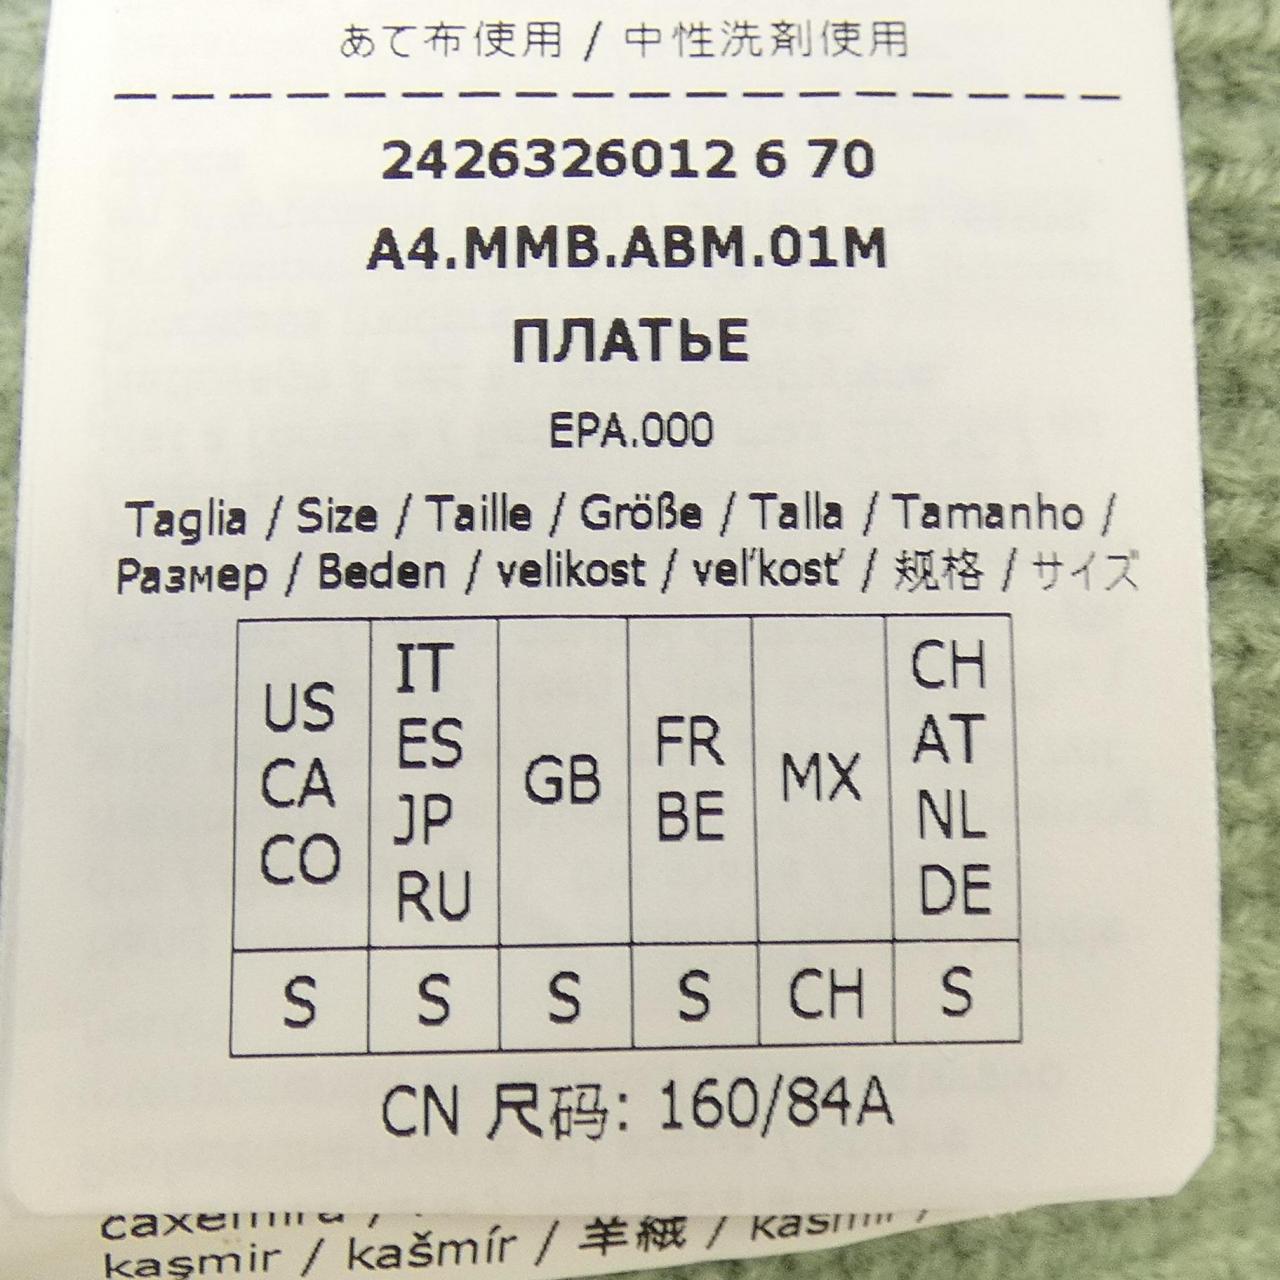 あて布使用 / 中性洗剤使用
2426326012 6 70
A4.MMB.ABM.01M
ПЛАТЬЕ
EPA.000
Taglia / Size / Taille / Größe / Talla / Tamanho /
Размер / Beden / velikost / veľkosť / 规格 / サイズ
US CA CO
IT ES JP RU
GB
FR BE
MX
CH AT NL DE
S S S S CH S
CN 尺码: 160/84A
caxemira /
kaşmir / kašmír / 羊絨 /